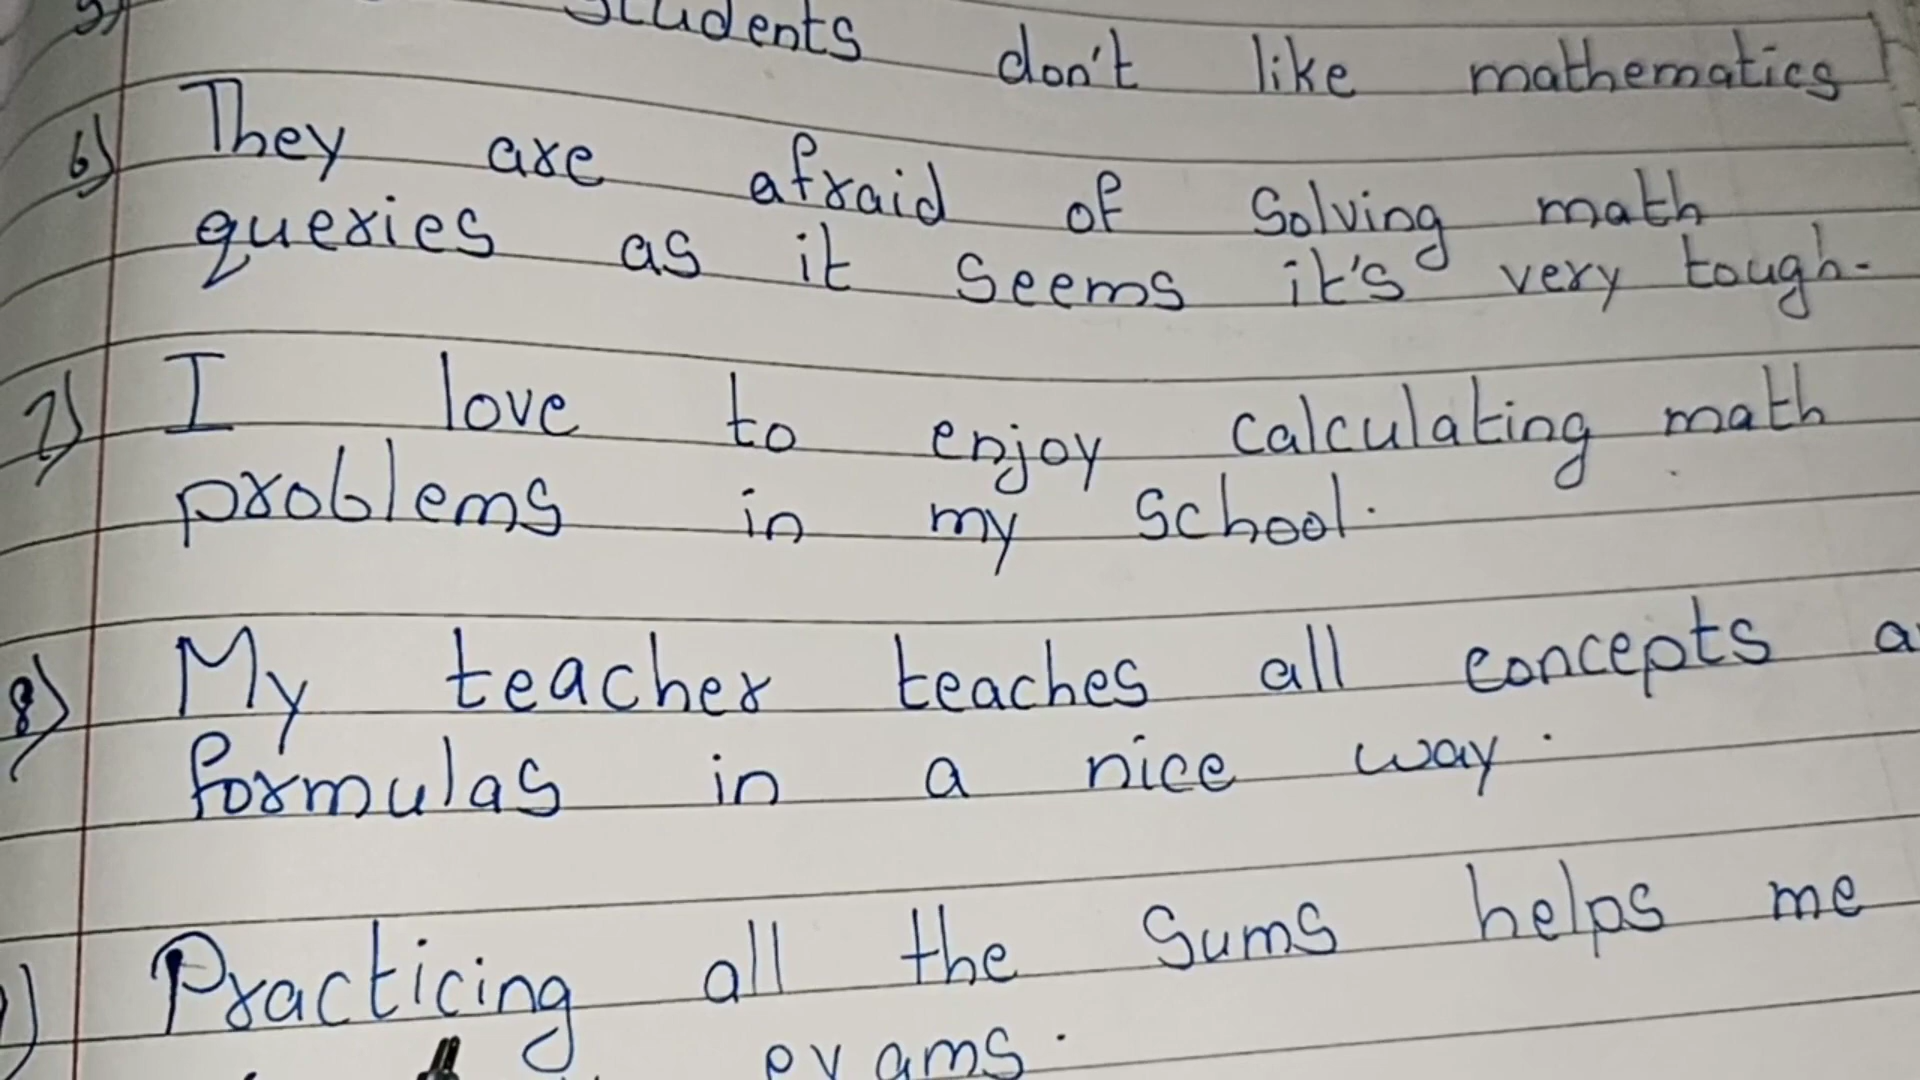 5) students don't like mathematics
6) They are afraid of solving math
queries as it seems it's very tough.
7) I love to enjoy calculating math
problems in my school.
8) My teacher teaches all concepts
formulas in a nice way.
Practicing all the sums helps me
exams.